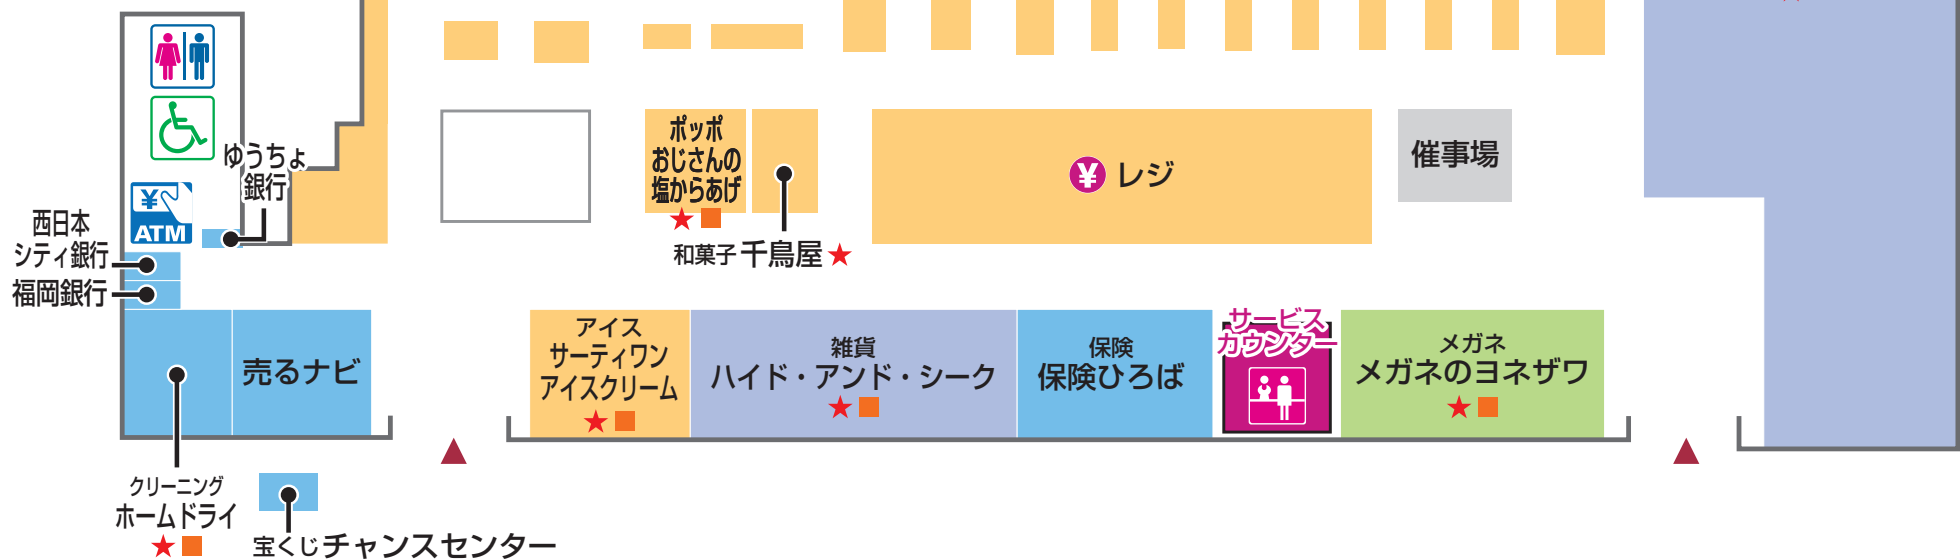 ゆうちょ
銀行
ATM
西日本
シティ銀行
福岡銀行
ポッポ
おじさんの
塩からあげ
和菓子 千鳥屋
¥ レジ
催事場
売るナビ
アイス
サーティワン
アイスクリーム
雑貨
ハイド・アンド・シーク
保険
保険ひろば
サービス
カウンター
メガネ
メガネのヨネザワ
クリーニング
ホームドライ
宝くじ チャンスセンター